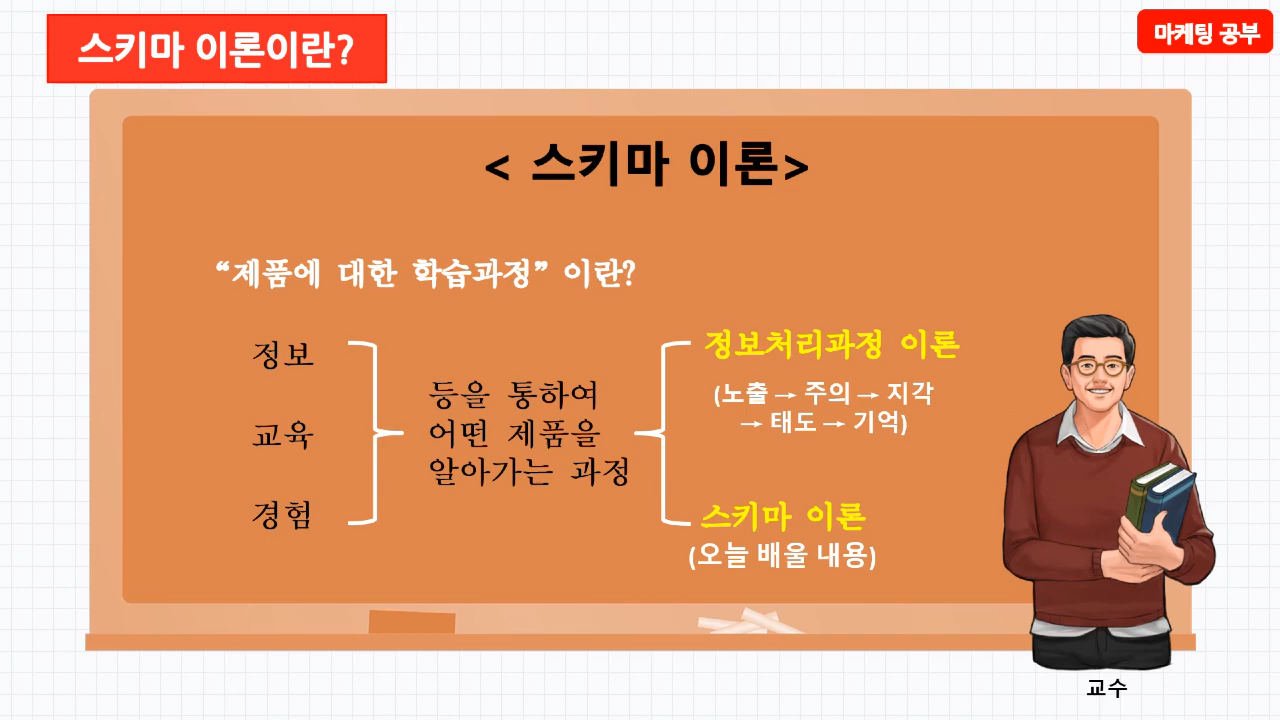 스키마 이론이란?
마케팅 공부
< 스키마 이론>
“제품에 대한 학습과정” 이란?
정보
교육
경험
등을 통하여
어떤 제품을
알아가는 과정
정보처리과정 이론
(노출 → 주의 → 지각
→ 태도 → 기억)
스키마 이론
(오늘 배울 내용)
교수